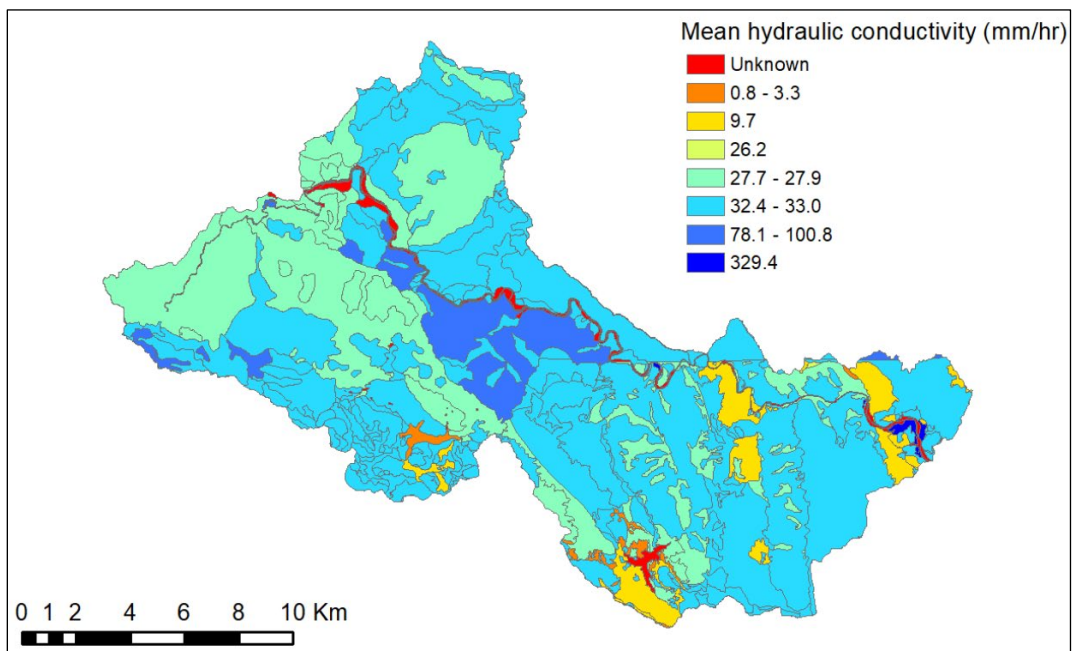 Mean hydraulic conductivity (mm/hr)
Unknown
0.8 - 3.3
9.7
26.2
27.7 - 27.9
32.4 - 33.0
78.1 - 100.8
329.4
0 1 2 4 6 8 10 Km